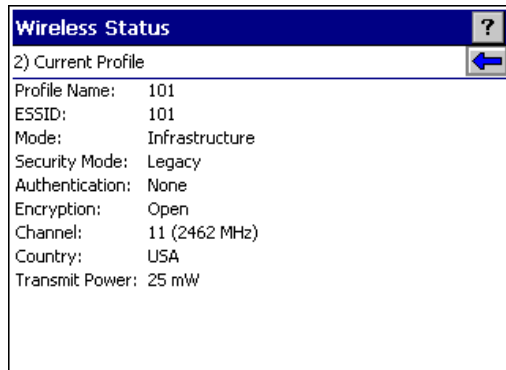 Wireless Status ?
2) Current Profile
Profile Name: 101
ESSID: 101
Mode: Infrastructure
Security Mode: Legacy
Authentication: None
Encryption: Open
Channel: 11 (2462 MHz)
Country: USA
Transmit Power: 25 mW